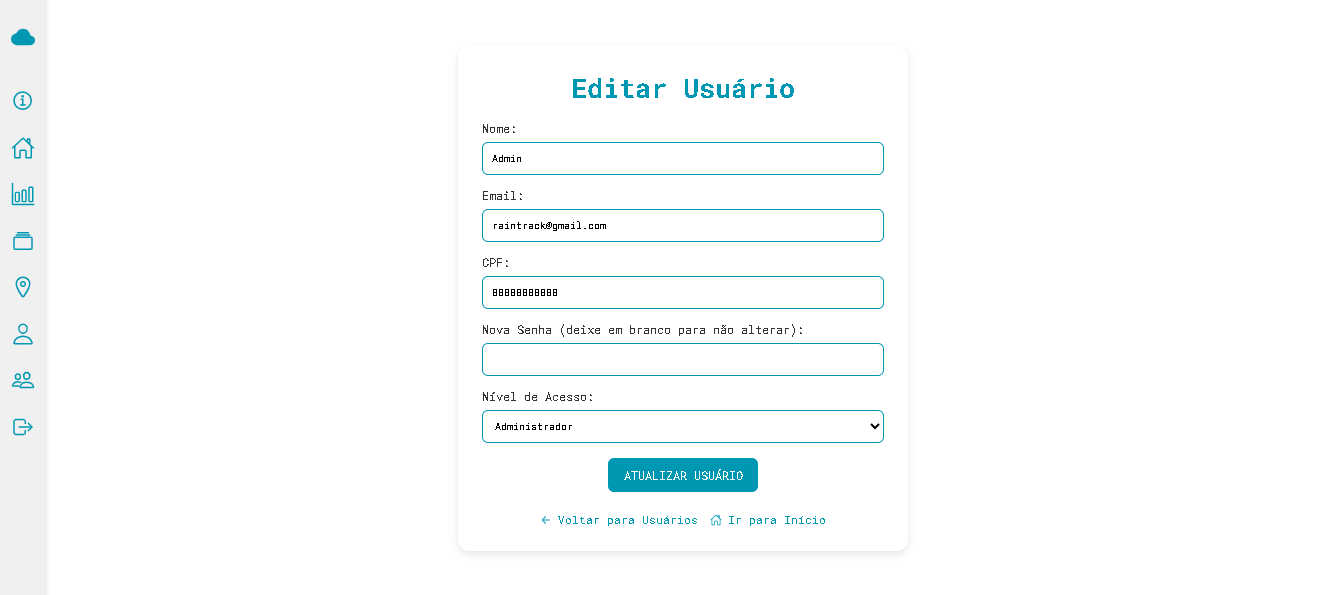 Editar Usuário
Nome:
Admin
Email:
raintrack@gmail.com
CPF:
00000000000
Nova Senha (deixe em branco para não alterar):
Nível de Acesso:
Administrador
ATUALIZAR USUÁRIO
Voltar para Usuários Ir para Início